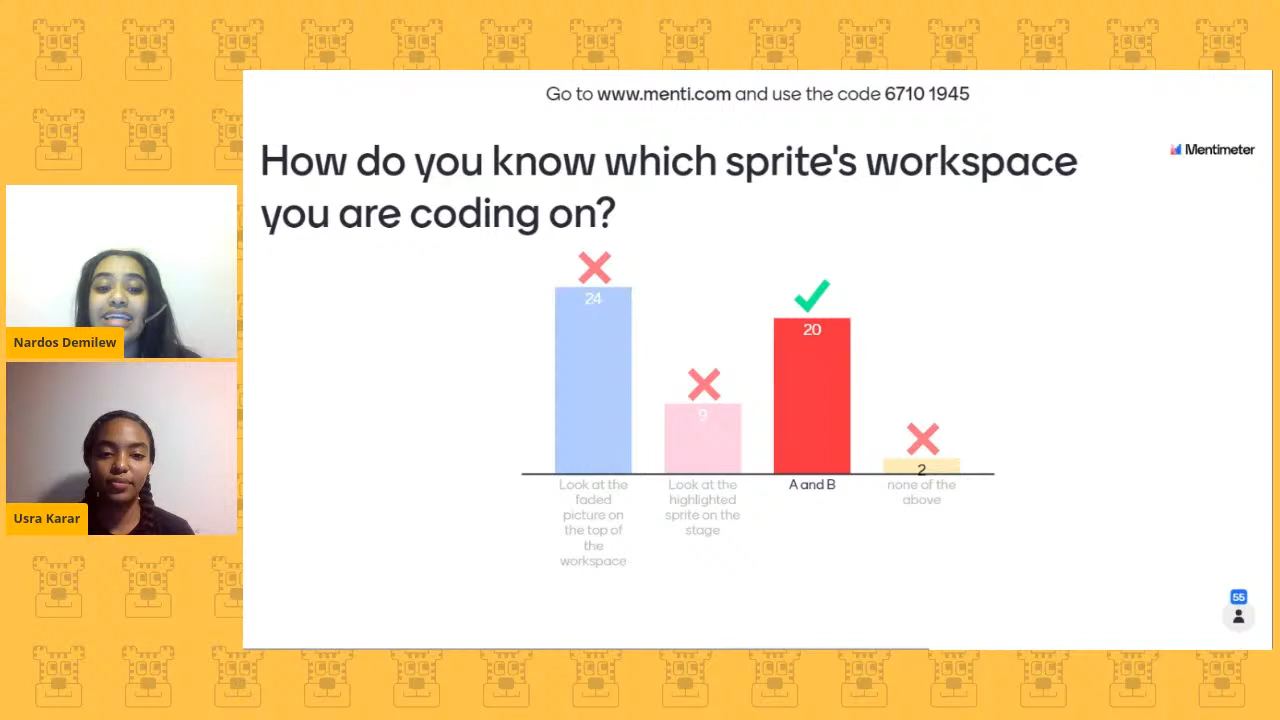 Go to www.menti.com and use the code 6710 1945
How do you know which sprite's workspace
you are coding on?
Mentimeter
24
9
20
2
Look at the
faded
picture on
the top of
the
workspace
Look at the
highlighted
sprite on the
stage
A and B
none of the
above
Nardos Demilew
Usra Karar
55